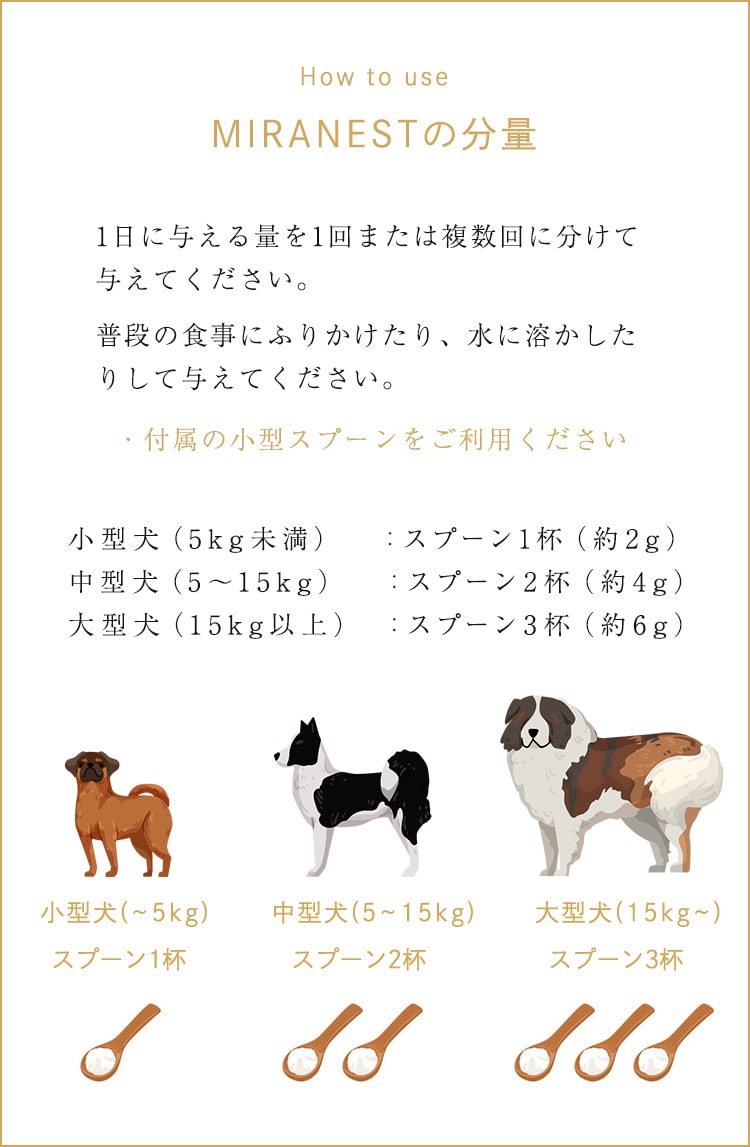 How to use
MIRANESTの分量
1日に与える量を1回または複数回に分けて
与えてください。
普段の食事にふりかけたり、水に溶かした
りして与えてください。
・付属の小型スプーンをご利用ください
小型犬（5kg未満）　：スプーン1杯（約2g）
中型犬（5～15kg）　：スプーン2杯（約4g）
大型犬（15kg以上）　：スプーン3杯（約6g）
小型犬(~5kg)
スプーン1杯
中型犬(5~15kg)
スプーン2杯
大型犬(15kg~)
スプーン3杯